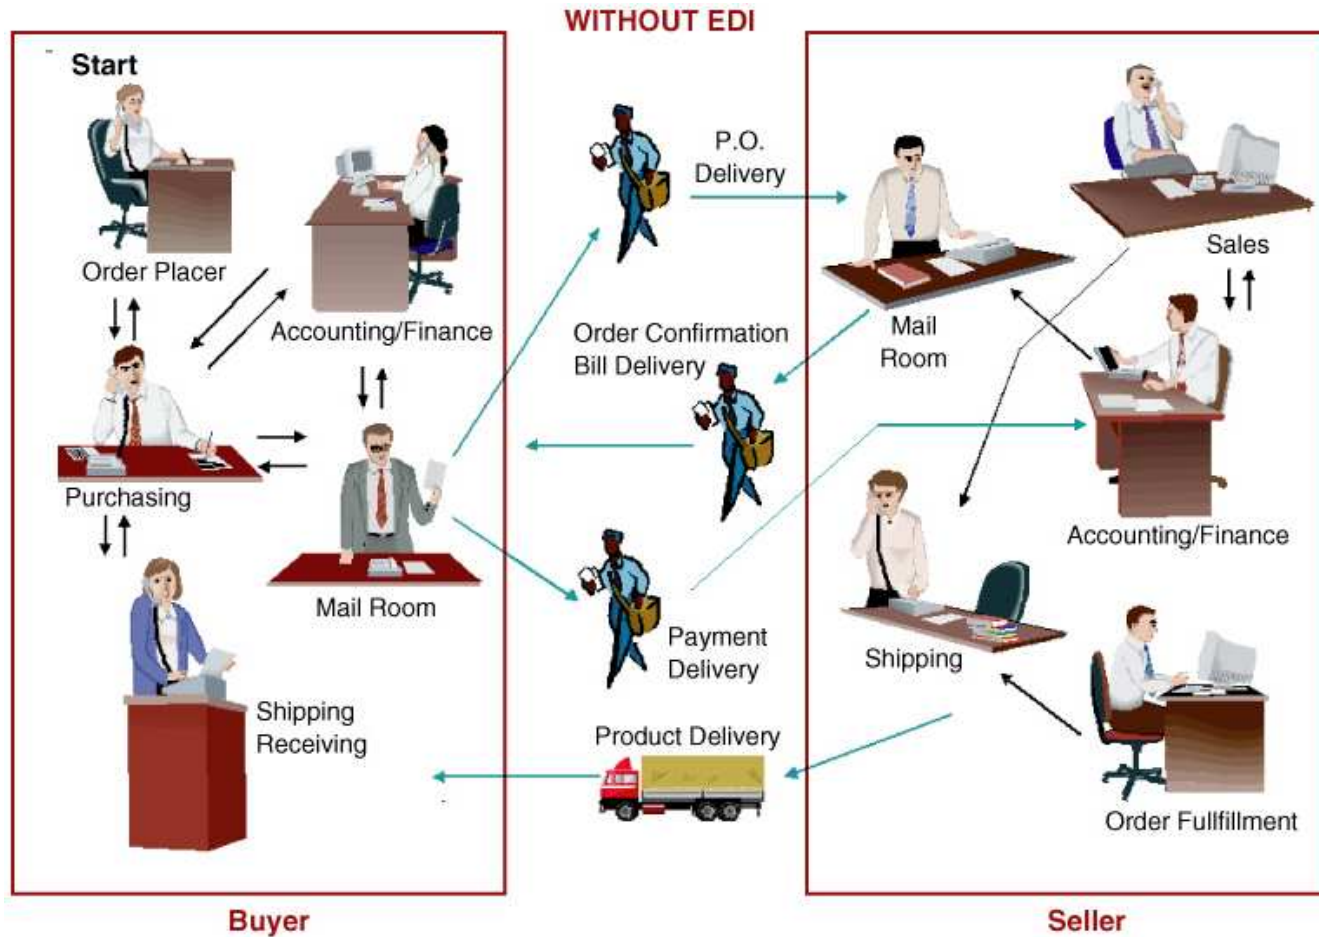 WITHOUT EDI
Start
Order Placer
Accounting/Finance
Purchasing
Mail Room
Shipping
Receiving
P.O.
Delivery
Order Confirmation
Bill Delivery
Payment
Delivery
Product Delivery
Sales
Mail
Room
Accounting/Finance
Shipping
Order Fullfillment
Buyer
Seller